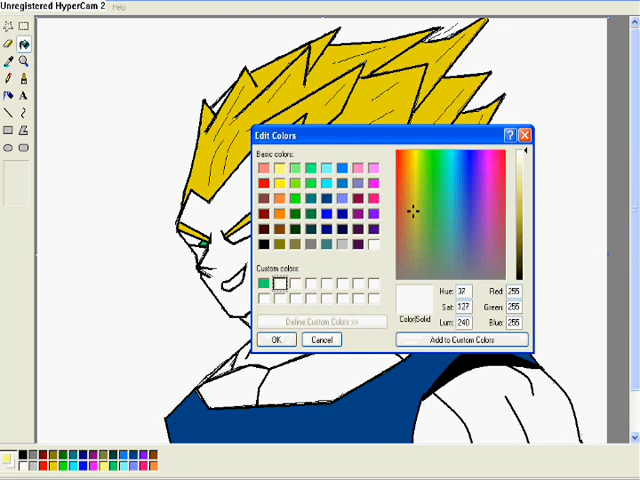 Unregistered HyperCam 2
Help
Edit Colors
Basic colors:
Custom colors:
Define Custom Colors >>
OK
Cancel
Color|Solid
Hue: 37
Sat: 127
Lum: 240
Red: 255
Green: 255
Blue: 255
Add to Custom Colors
A